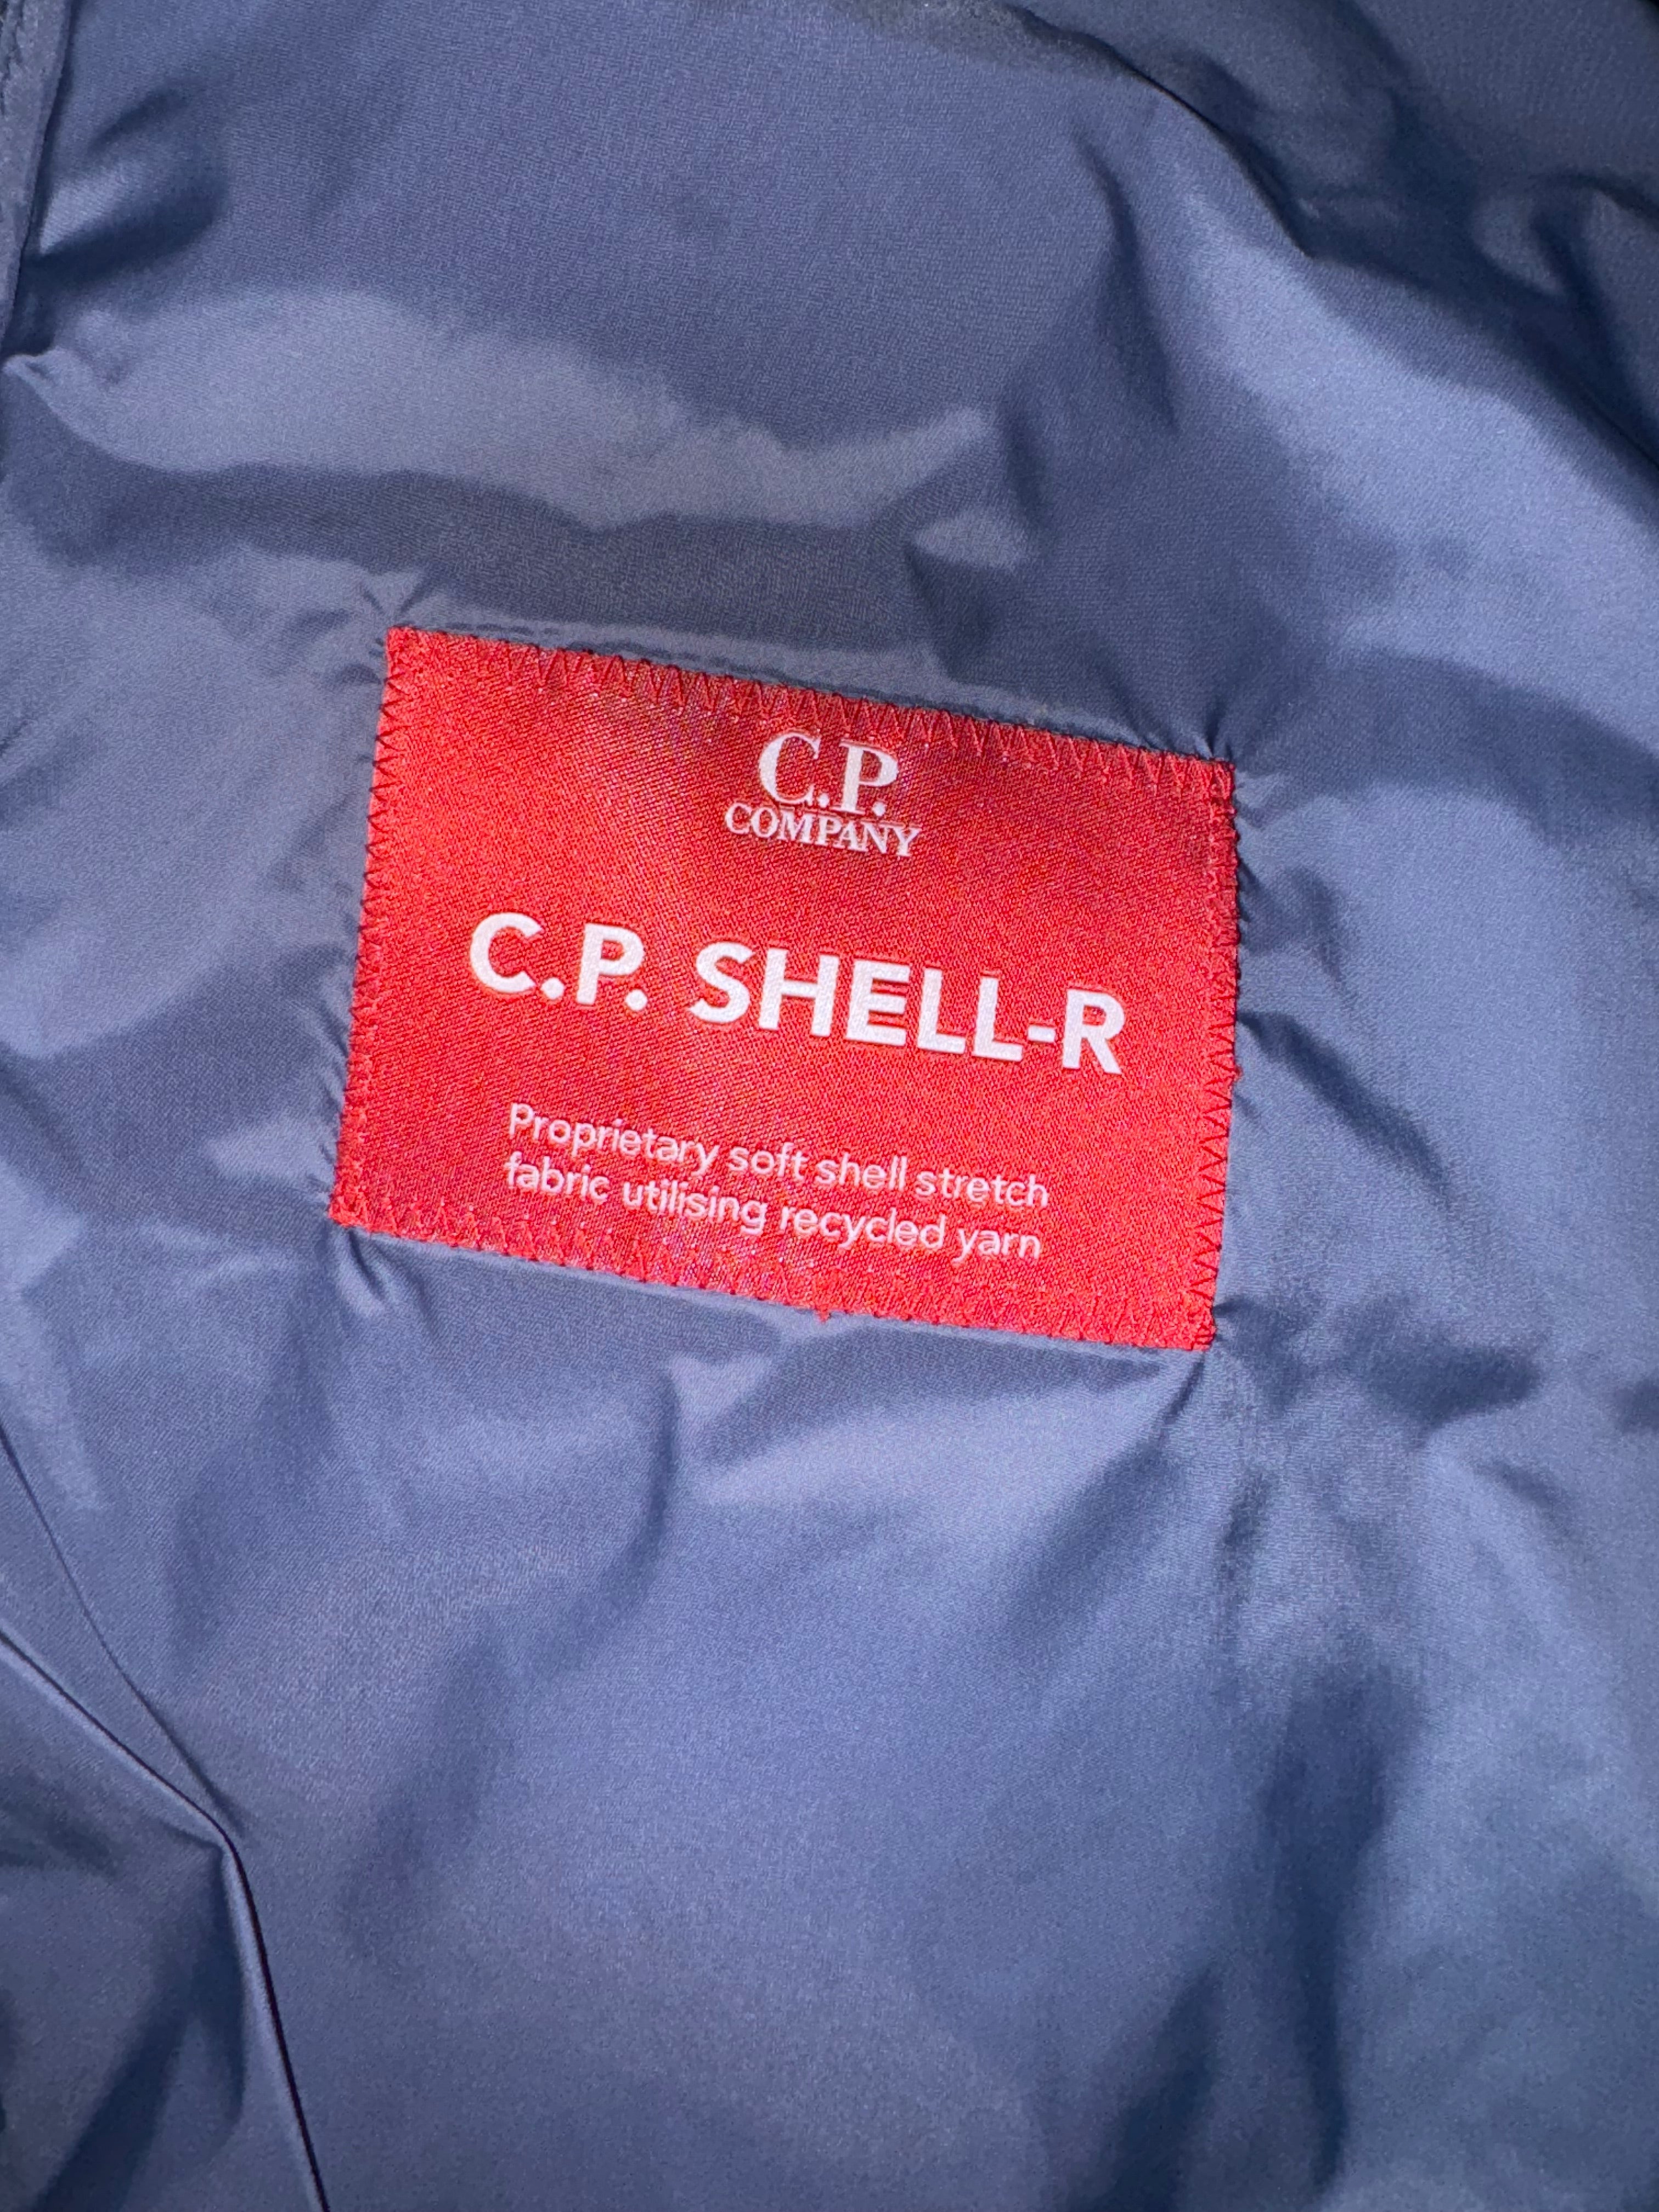 C.P.
COMPANY
C.P. SHELL-R
Proprietary soft shell stretch
fabric utilising recycled yarn